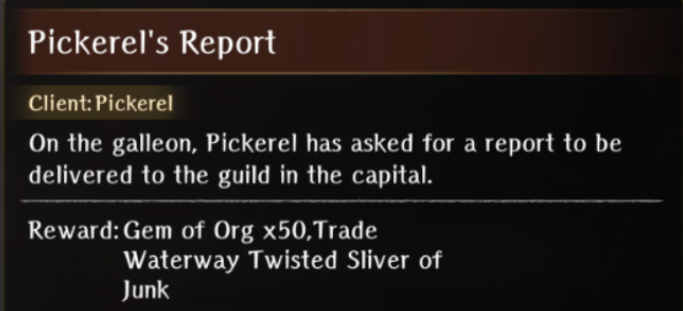 Pickerel's Report
Client:Pickerel
On the galleon, Pickerel has asked for a report to be
delivered to the guild in the capital.
Reward:Gem of Org x50,Trade
Waterway Twisted Sliver of
Junk